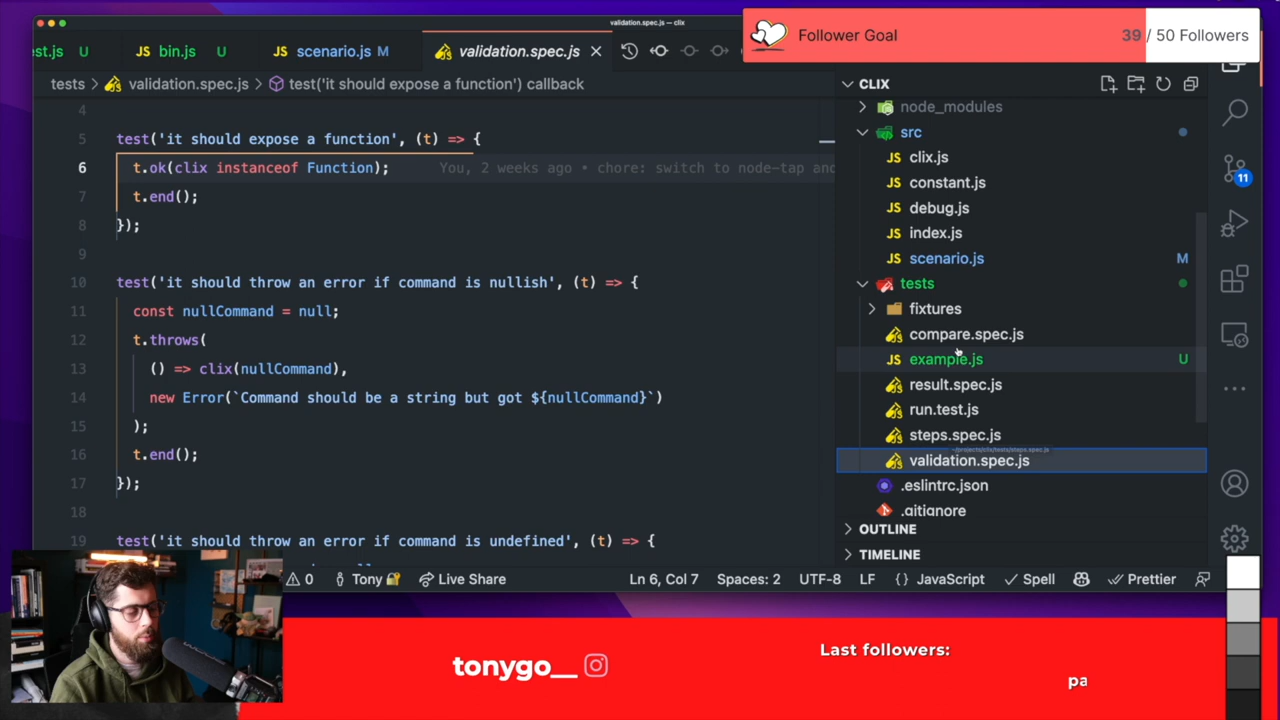 validation.spec.js — clix
Follower Goal
39 / 50 Followers
est.js U
JS bin.js U
JS scenario.js M
validation.spec.js
tests > validation.spec.js > test('it should expose a function') callback
4
5 test('it should expose a function', (t) => {
6 t.ok(clix instanceof Function); You, 2 weeks ago • chore: switch to node-tap and
7 t.end();
8 });
9
10 test('it should throw an error if command is nullish', (t) => {
11 const nullCommand = null;
12 t.throws(
13 () => clix(nullCommand),
14 new Error(`Command should be a string but got ${nullCommand}`)
15 );
16 t.end();
17 });
18
19 test('it should throw an error if command is undefined', (t) => {
CLIX
node_modules
src
JS clix.js
JS constant.js
JS debug.js
JS index.js
JS scenario.js M
tests
fixtures
compare.spec.js
JS example.js U
result.spec.js
run.test.js
steps.spec.js
~/projects/clix/tests/steps.spec.js
validation.spec.js
.eslintrc.json
.gitignore
OUTLINE
TIMELINE
11
0
Tony
Live Share
Ln 6, Col 7
Spaces: 2
UTF-8
LF
{} JavaScript
Spell
Prettier
tonygo__
Last followers:
pa